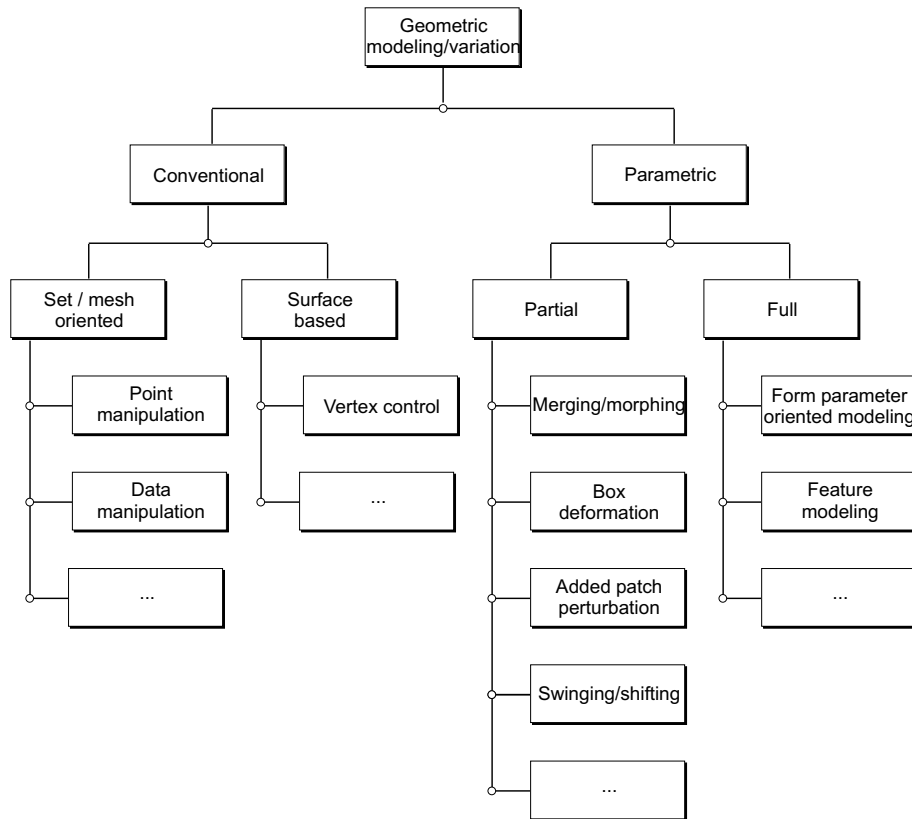 Geometric
modeling/variation
Conventional
Parametric
Set / mesh
oriented
Surface
based
Partial
Full
Point
manipulation
Vertex control
Merging/morphing
Form parameter
oriented modeling
Data
manipulation
...
Box
deformation
Feature
modeling
...
Added patch
perturbation
...
Swinging/shifting
...